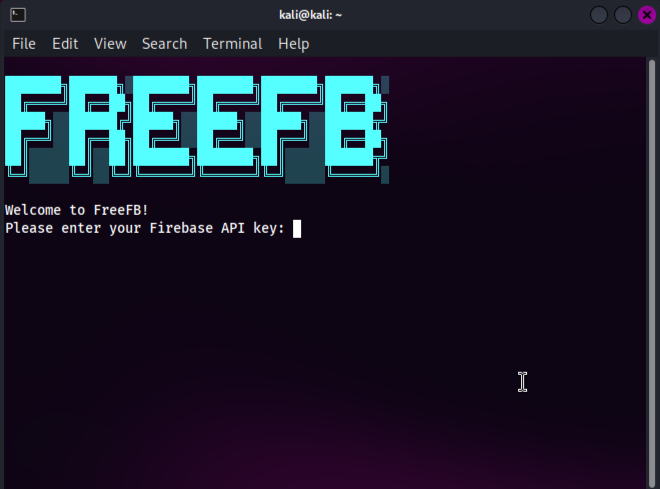 kali@kali: ~
File Edit View Search Terminal Help
FREEFB
Welcome to FreeFB!
Please enter your Firebase API key: